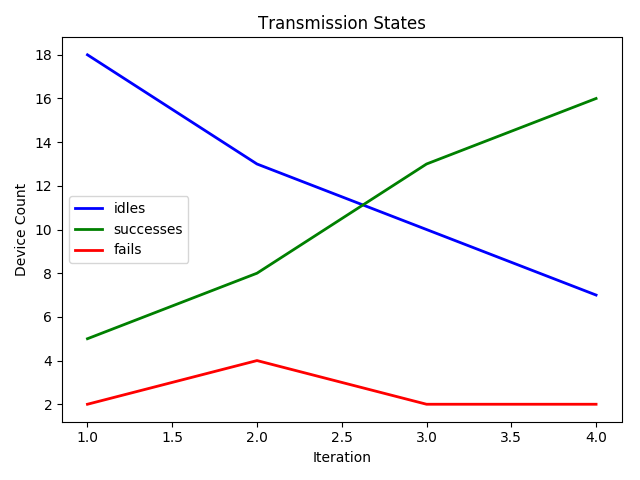 Transmission States
Device Count
18
16
14
12
10
8
6
4
2
idles
successes
fails
1.0 1.5 2.0 2.5 3.0 3.5 4.0
Iteration